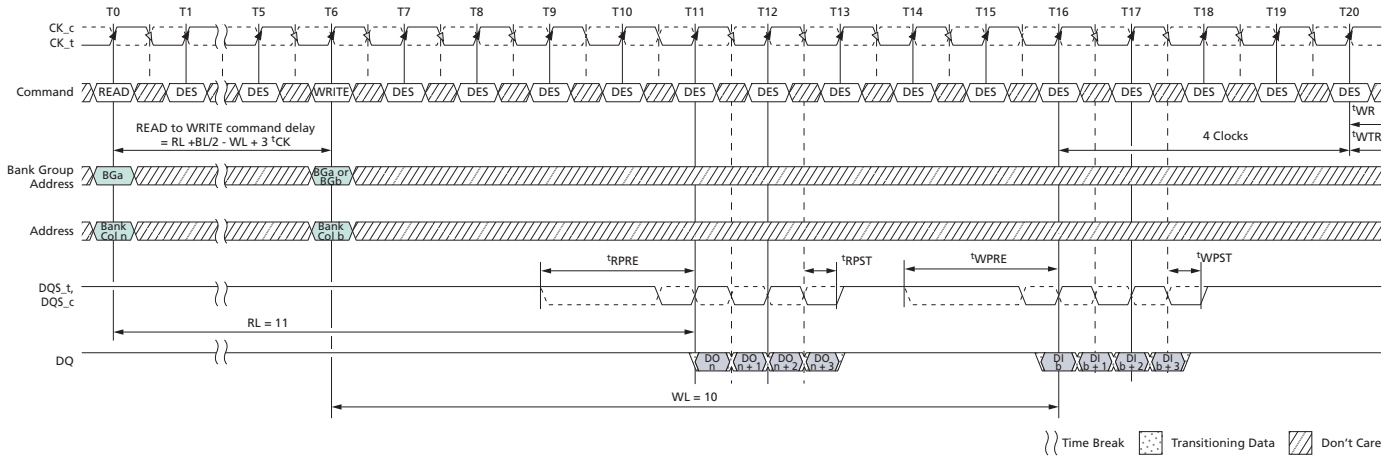 T0 T1 T5 T6 T7 T8 T9 T10 T11 T12 T13 T14 T15 T16 T17 T18 T19 T20
CK_c
CK_t
Command READ DES DES WRITE DES DES DES DES DES DES DES DES DES DES DES DES DES DES
tWR
READ to WRITE command delay
= RL +BL/2 - WL + 3 tCK
4 Clocks
tWTR
Bank Group
Address
BGa
BGa or
BGb
Address
Bank
Col n
Bank
Col b
tRPRE tRPST tWPRE tWPST
DQS_t,
DQS_c
RL = 11
DQ
DO
n
DO
n + 1
DO
n + 2
DO
n + 3
DI
b
DI
b + 1
DI
b + 2
DI
b + 3
WL = 10
Time Break Transitioning Data Don't Care